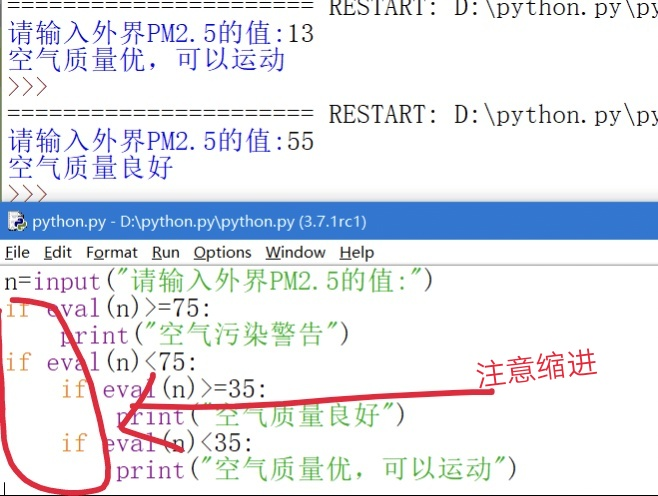 ====================== RESTART: D:\python.py\py
请输入外界PM2.5的值:13
空气质量优，可以运动
>>>
====================== RESTART: D:\python.py\py
请输入外界PM2.5的值:55
空气质量良好
>>>
python.py - D:\python.py\python.py (3.7.1rc1)
File Edit Format Run Options Window Help
n=input("请输入外界PM2.5的值:")
if eval(n)>=75:
    print("空气污染警告")
if eval(n)<75:
    if eval(n)>=35:
        print("空气质量良好")
    if eval(n)<35:
        print("空气质量优，可以运动")
注意缩进